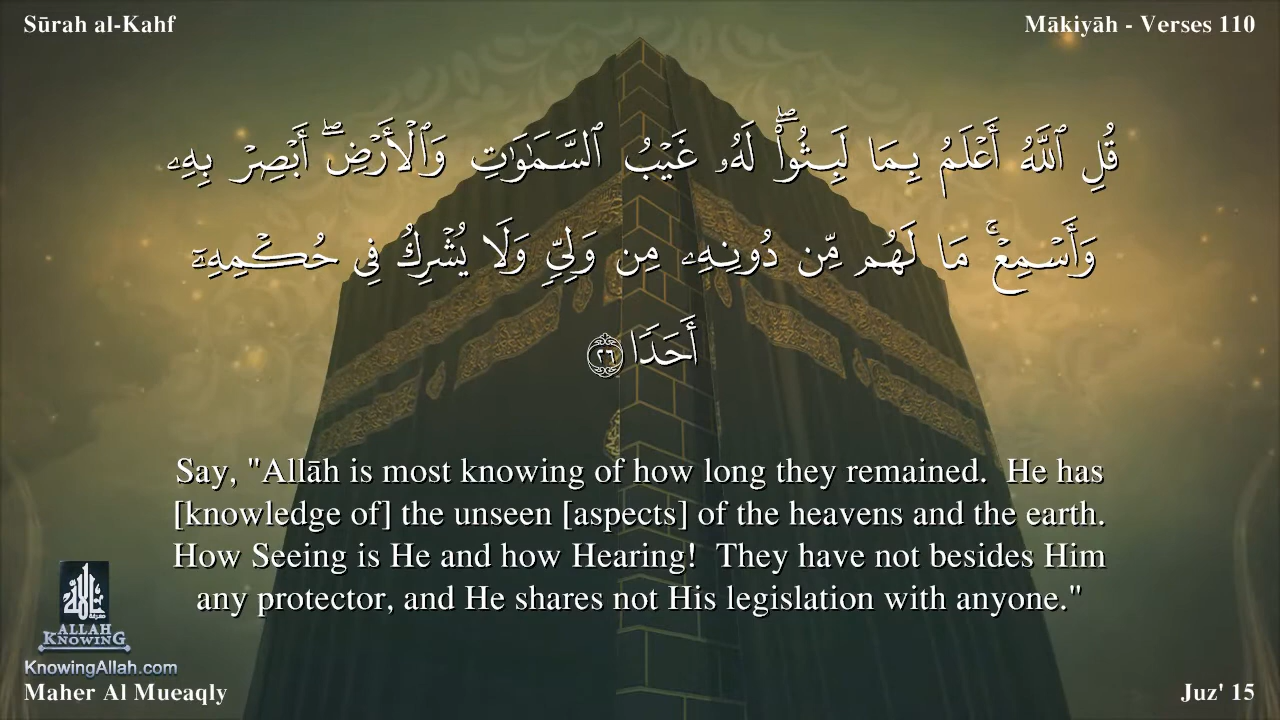 Sūrah al-Kahf
Mākiyāh - Verses 110
قُلِ ٱللَّهُ أَعْلَمُ بِمَا لَبِثُوا۟ ۖ لَهُۥ غَيْبُ ٱلسَّمَـٰوَٰتِ وَٱلْأَرْضِ ۖ أَبْصِرْ بِهِۦ
وَأَسْمِعْ ۚ مَا لَهُم مِّن دُونِهِۦ مِن وَلِىٍّ وَلَا يُشْرِكُ فِى حُكْمِهِۦٓ
أَحَدًا ٢٦
Say, "Allāh is most knowing of how long they remained. He has
[knowledge of] the unseen [aspects] of the heavens and the earth.
How Seeing is He and how Hearing! They have not besides Him
any protector, and He shares not His legislation with anyone."
ALLAH
KNOWING
KnowingAllah.com
Maher Al Mueaqly
Juz' 15